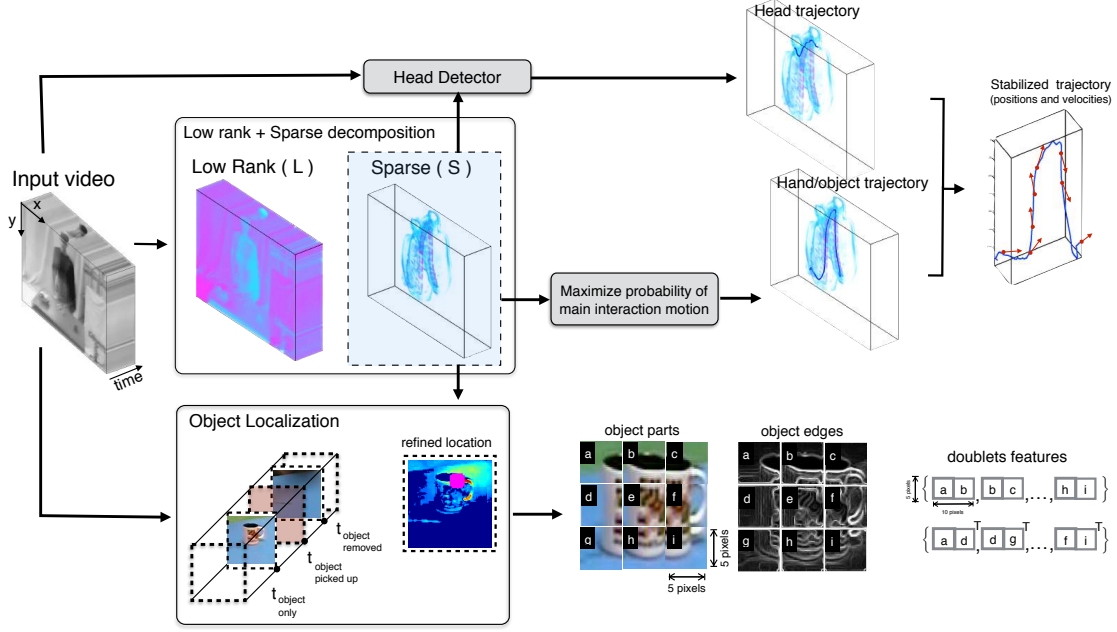 Head trajectory
Head Detector
Stabilized trajectory
(positions and velocities)
Low rank + Sparse decomposition
Low Rank ( L )
Sparse ( S )
Input video
x
y
time
Hand/object trajectory
Maximize probability of
main interaction motion
Object Localization
refined location
t object
removed
t object
picked up
t object
only
object parts
a b c
d e f
g h i
5 pixels
5 pixels
object edges
a b c
d e f
g h i
doublets features
5 pixels
{ a b , b c , ... , h i }
10 pixels
{ a d T, d g T, ... , f i T }